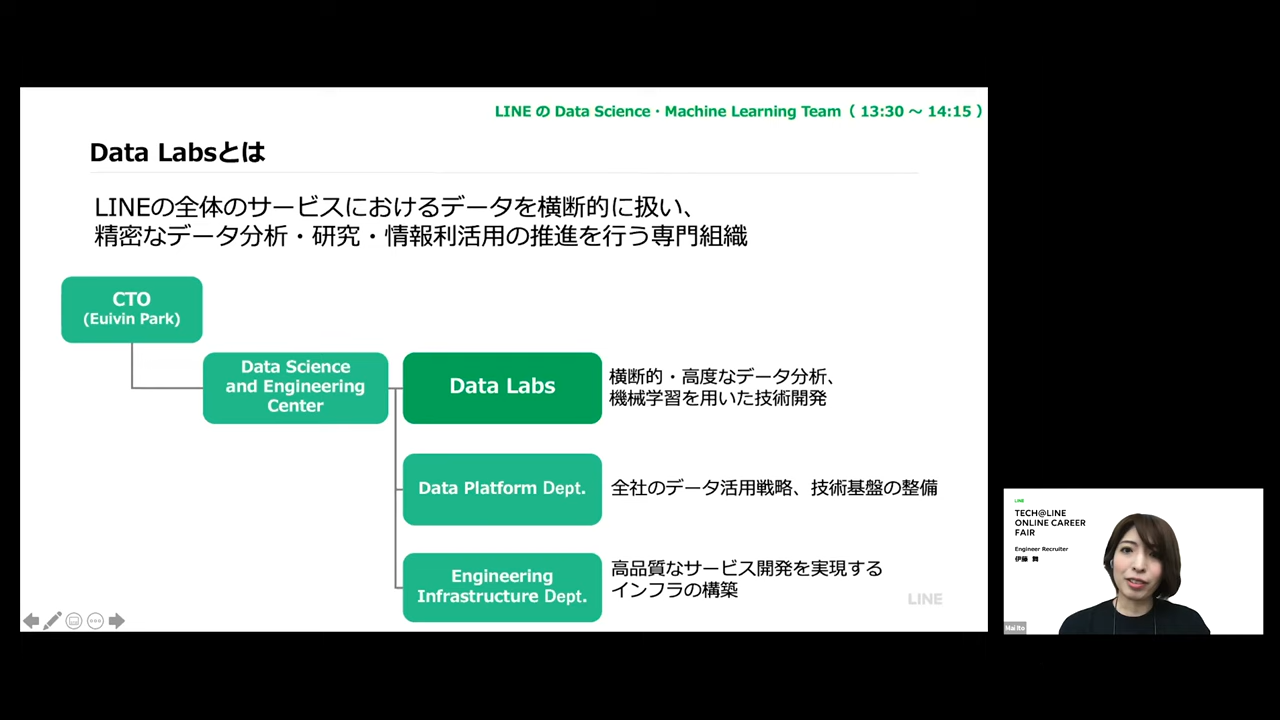 LINE の Data Science・Machine Learning Team（ 13:30 ～ 14:15 ）
Data Labsとは
LINEの全体のサービスにおけるデータを横断的に扱い、
精密なデータ分析・研究・情報利活用の推進を行う専門組織
CTO
(Euivin Park)
Data Science
and Engineering
Center
Data Labs
横断的・高度なデータ分析、
機械学習を用いた技術開発
Data Platform Dept.
全社のデータ活用戦略、技術基盤の整備
Engineering
Infrastructure Dept.
高品質なサービス開発を実現する
インフラの構築
LINE
LINE
TECH@LINE
ONLINE CAREER
FAIR
Engineer Recruiter
伊藤 舞
Mai Ito